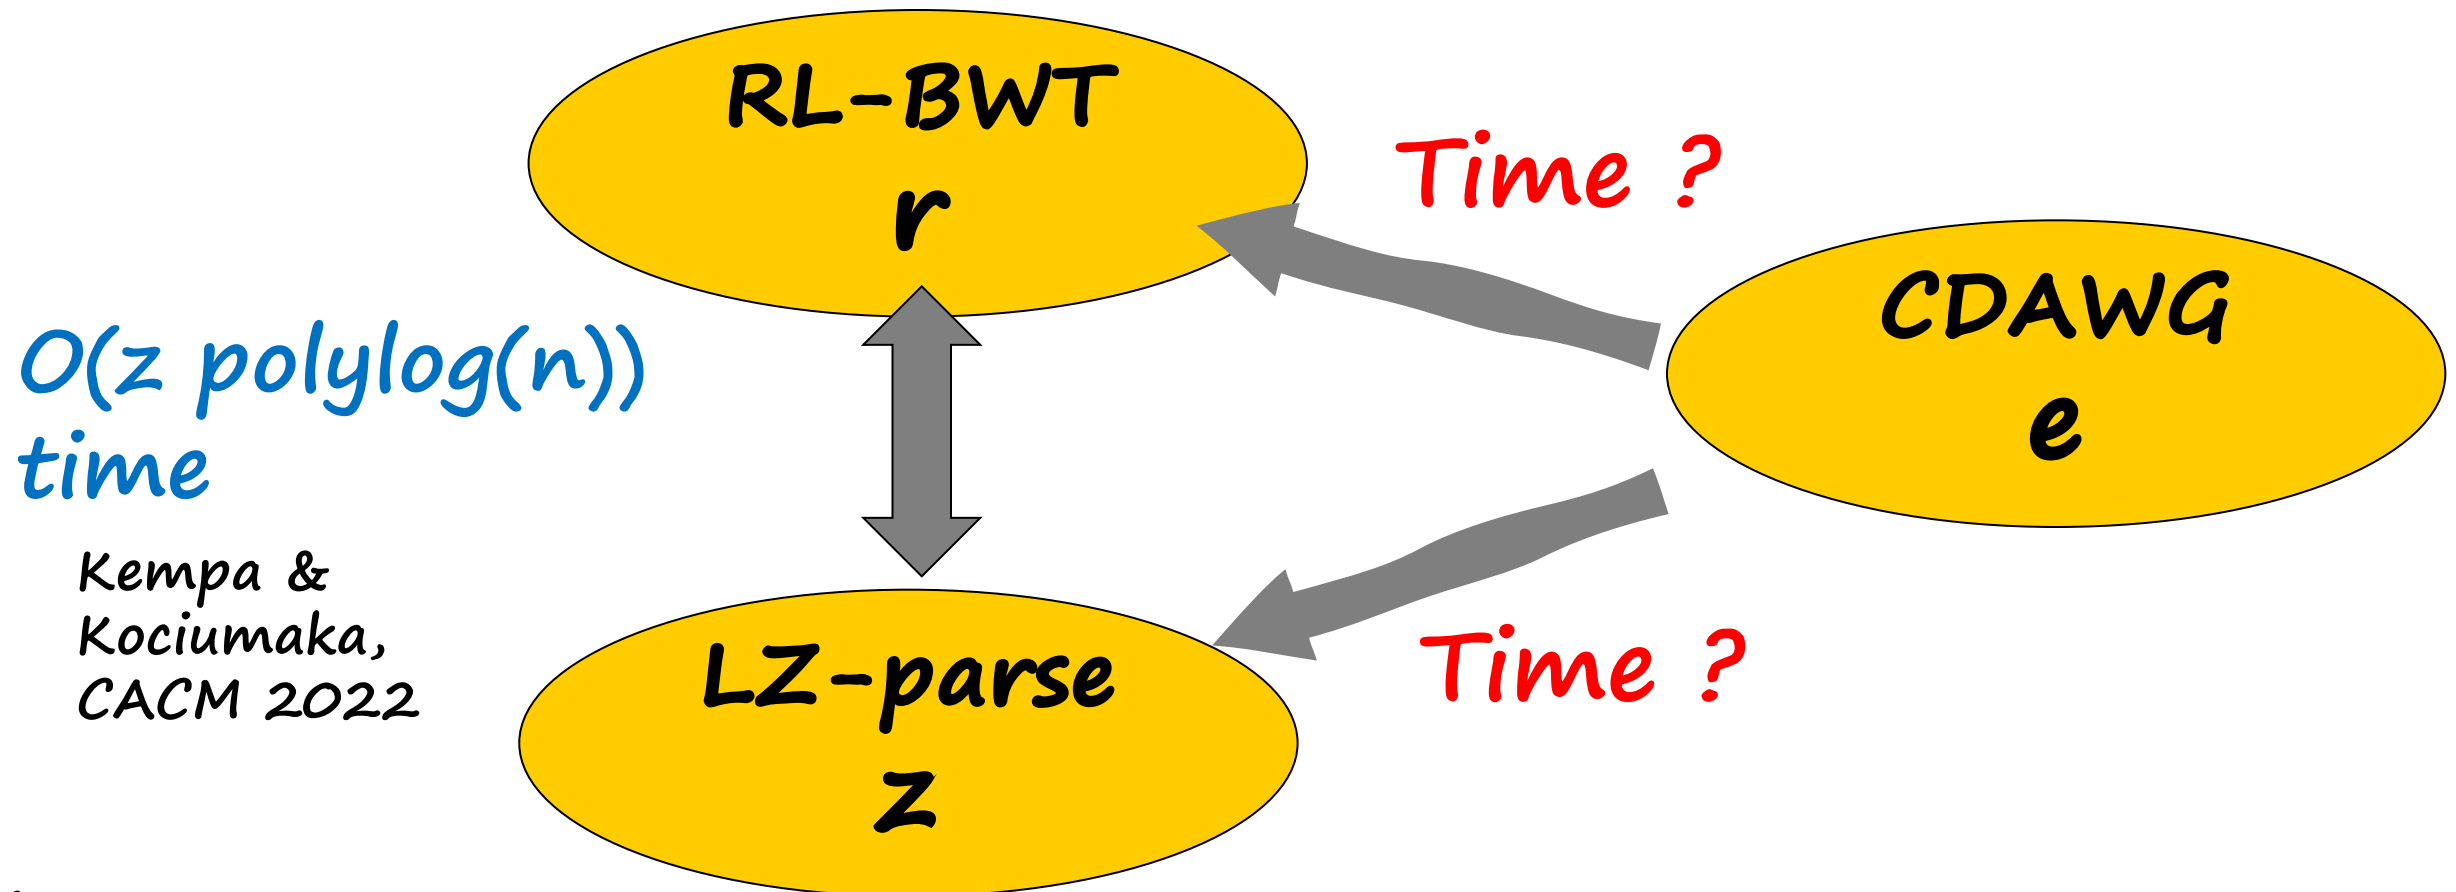 RL-BWT
r
Time ?
CDAWG
e
O(z polylog(n))
time
Kempa &
Kociumaka,
CACM 2022
LZ-parse
z
Time ?